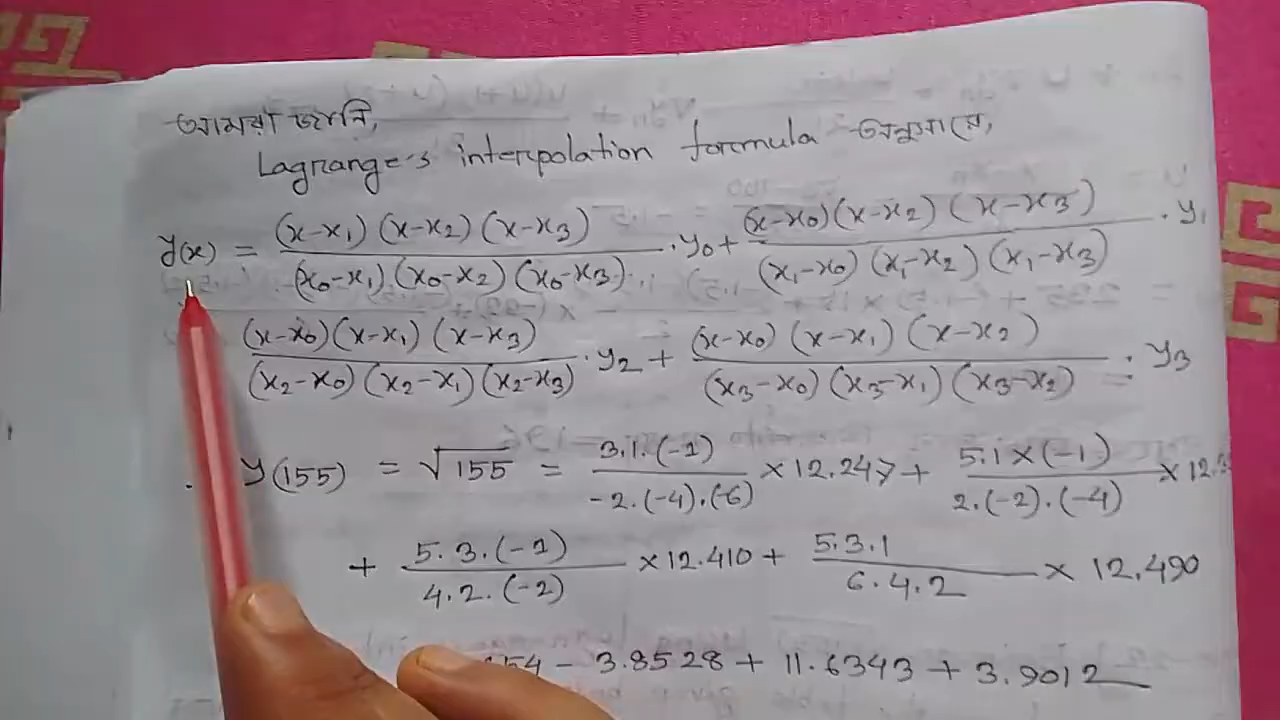 আমরা জানি,
Lagrange's interpolation formula অনুসারে,
y(x) = (x-x₁)(x-x₂)(x-x₃) / (x₀-x₁)(x₀-x₂)(x₀-x₃) · y₀ + (x-x₀)(x-x₂)(x-x₃) / (x₁-x₀)(x₁-x₂)(x₁-x₃) · y₁
(x-x₀)(x-x₁)(x-x₃) / (x₂-x₀)(x₂-x₁)(x₂-x₃) · y₂ + (x-x₀)(x-x₁)(x-x₂) / (x₃-x₀)(x₃-x₁)(x₃-x₂) · y₃
y(155) = √155 = 3.1.(-1) / -2.(-4).(-6) × 12.247 + 5.1×(-1) / 2.(-2).(-4) × 12.
+ 5.3.(-1) / 4.2.(-2) × 12.410 + 5.3.1 / 6.4.2 × 12.490
- 3.8528 + 11.6343 + 3.9012